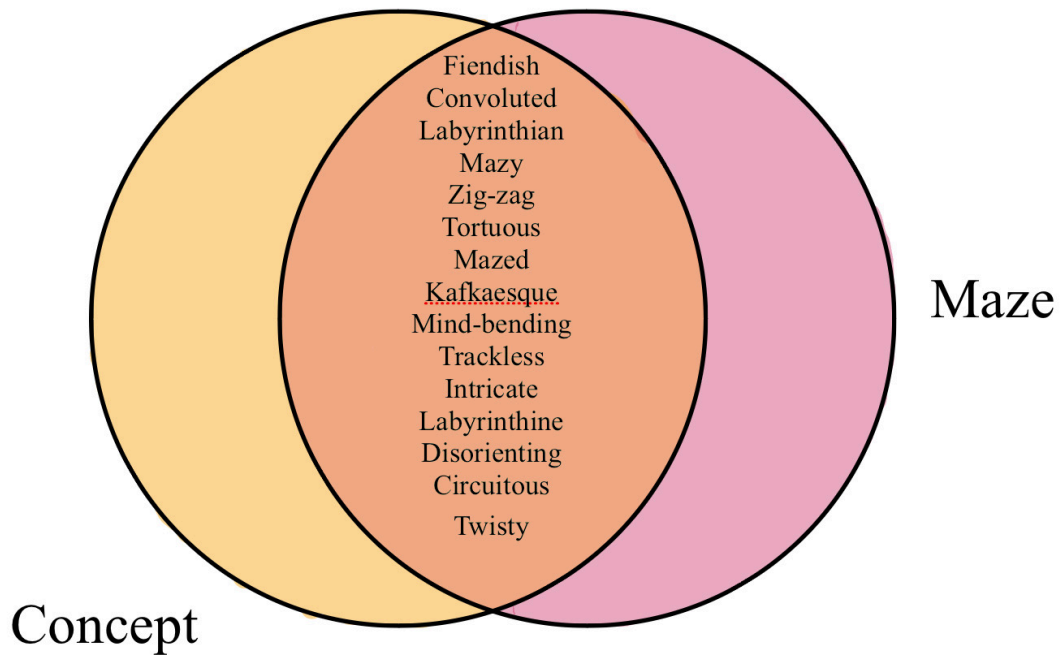 Fiendish
Convoluted
Labyrinthian
Mazy
Zig-zag
Tortuous
Mazed
Kafkaesque
Mind-bending
Trackless
Intricate
Labyrinthine
Disorienting
Circuitous
Twisty
Maze
Concept